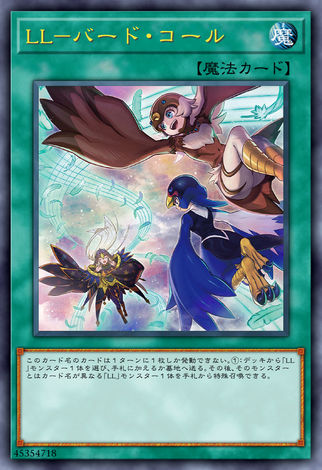 LL－バード・コール
魔
【魔法カード】
このカード名のカードは１ターンに１枚しか発動できない。①：デッキから「LL
」モンスター１体を選び、手札に加えるか墓地へ送る。その後、そのモンスター
とはカード名が異なる「LL」モンスター１体を手札から特殊召喚できる。
45354718